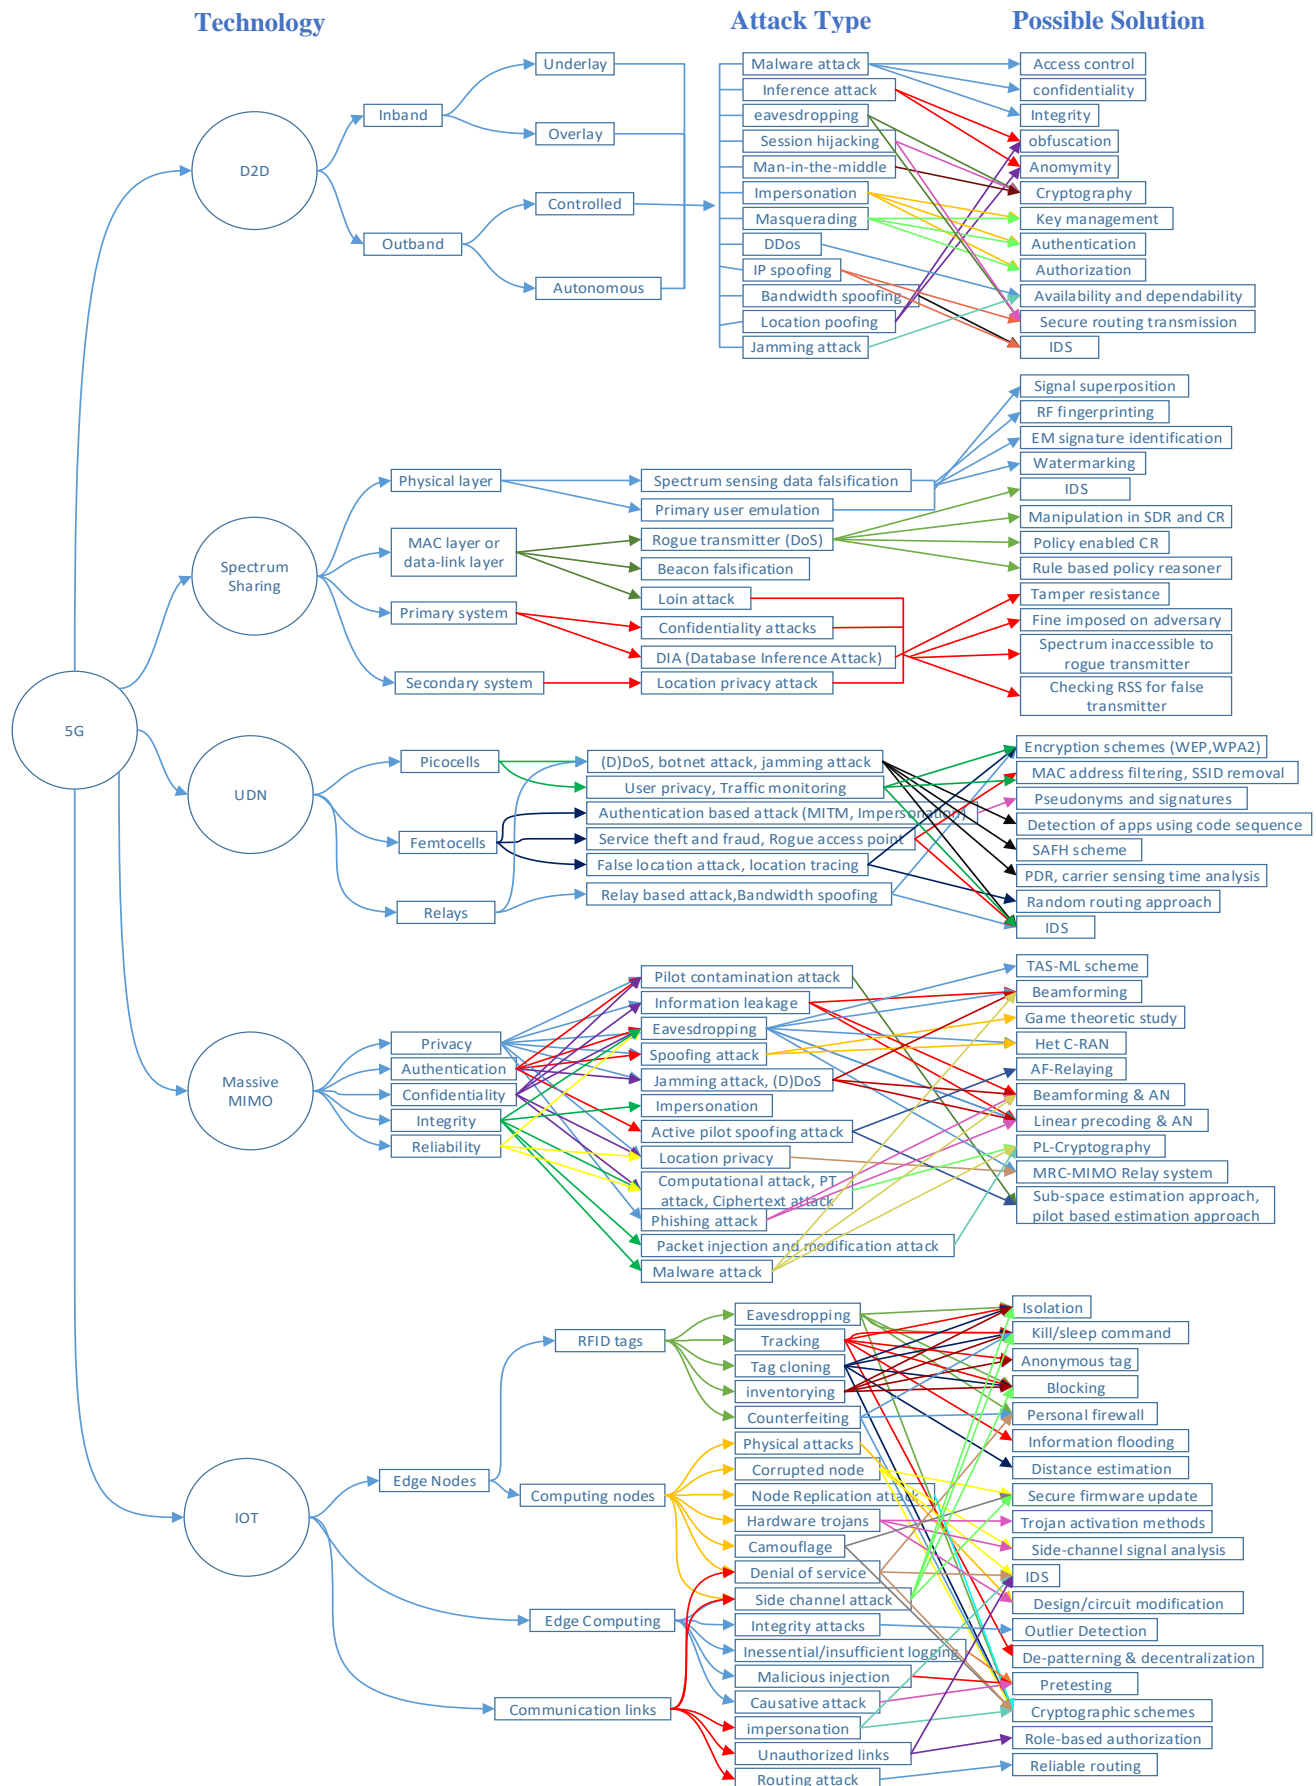 Technology
Attack Type
Possible Solution
5G
D2D
Inband
Outband
Underlay
Overlay
Controlled
Autonomous
Malware attack
Inference attack
eavesdropping
Session hijacking
Man-in-the-middle
Impersonation
Masquerading
DDos
IP spoofing
Bandwidth spoofing
Location poofing
Jamming attack
Access control
confidentiality
Integrity
obfuscation
Anomymity
Cryptography
Key management
Authentication
Authorization
Availability and dependability
Secure routing transmission
IDS
Spectrum
Sharing
Physical layer
MAC layer or
data-link layer
Primary system
Secondary system
Spectrum sensing data falsification
Primary user emulation
Rogue transmitter (DoS)
Beacon falsification
Loin attack
Confidentiality attacks
DIA (Database Inference Attack)
Location privacy attack
Signal superposition
RF fingerprinting
EM signature identification
Watermarking
IDS
Manipulation in SDR and CR
Policy enabled CR
Rule based policy reasoner
Tamper resistance
Fine imposed on adversary
Spectrum inaccessible to
rogue transmitter
Checking RSS for false
transmitter
UDN
Picocells
Femtocells
Relays
(D)DoS, botnet attack, jamming attack
User privacy, Traffic monitoring
Authentication based attack (MITM, Impersonation)
Service theft and fraud, Rogue access point
False location attack, location tracing
Relay based attack,Bandwidth spoofing
Encryption schemes (WEP,WPA2)
MAC address filtering, SSID removal
Pseudonyms and signatures
Detection of apps using code sequence
SAFH scheme
PDR, carrier sensing time analysis
Random routing approach
IDS
Massive
MIMO
Privacy
Authentication
Confidentiality
Integrity
Reliability
Pilot contamination attack
Information leakage
Eavesdropping
Spoofing attack
Jamming attack, (D)DoS
Impersonation
Active pilot spoofing attack
Location privacy
Computational attack, PT
attack, Ciphertext attack
Phishing attack
Packet injection and modification attack
Malware attack
TAS-ML scheme
Beamforming
Game theoretic study
Het C-RAN
AF-Relaying
Beamforming & AN
Linear precoding & AN
PL-Cryptography
MRC-MIMO Relay system
Sub-space estimation approach,
pilot based estimation approach
IOT
Edge Nodes
Edge Computing
Communication links
RFID tags
Computing nodes
Eavesdropping
Tracking
Tag cloning
inventorying
Counterfeiting
Physical attacks
Corrupted node
Node Replication attack
Hardware trojans
Camouflage
Denial of service
Side channel attack
Integrity attacks
Inessential/insufficient logging
Malicious injection
Causative attack
impersonation
Unauthorized links
Routing attack
Isolation
Kill/sleep command
Anonymous tag
Blocking
Personal firewall
Information flooding
Distance estimation
Secure firmware update
Trojan activation methods
Side-channel signal analysis
IDS
Design/circuit modification
Outlier Detection
De-patterning & decentralization
Pretesting
Cryptographic schemes
Role-based authorization
Reliable routing